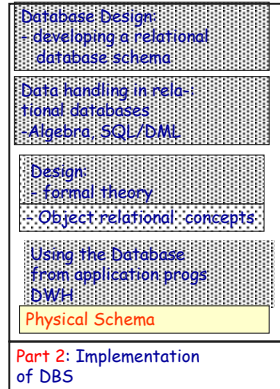 Database Design:
- developing a relational
database schema
Data handling in rela-
tional databases
-Algebra, SQL/DML
Design:
- formal theory
- Object relational concepts
Using the Database
from application progs
DWH
Physical Schema
Part 2: Implementation
of DBS